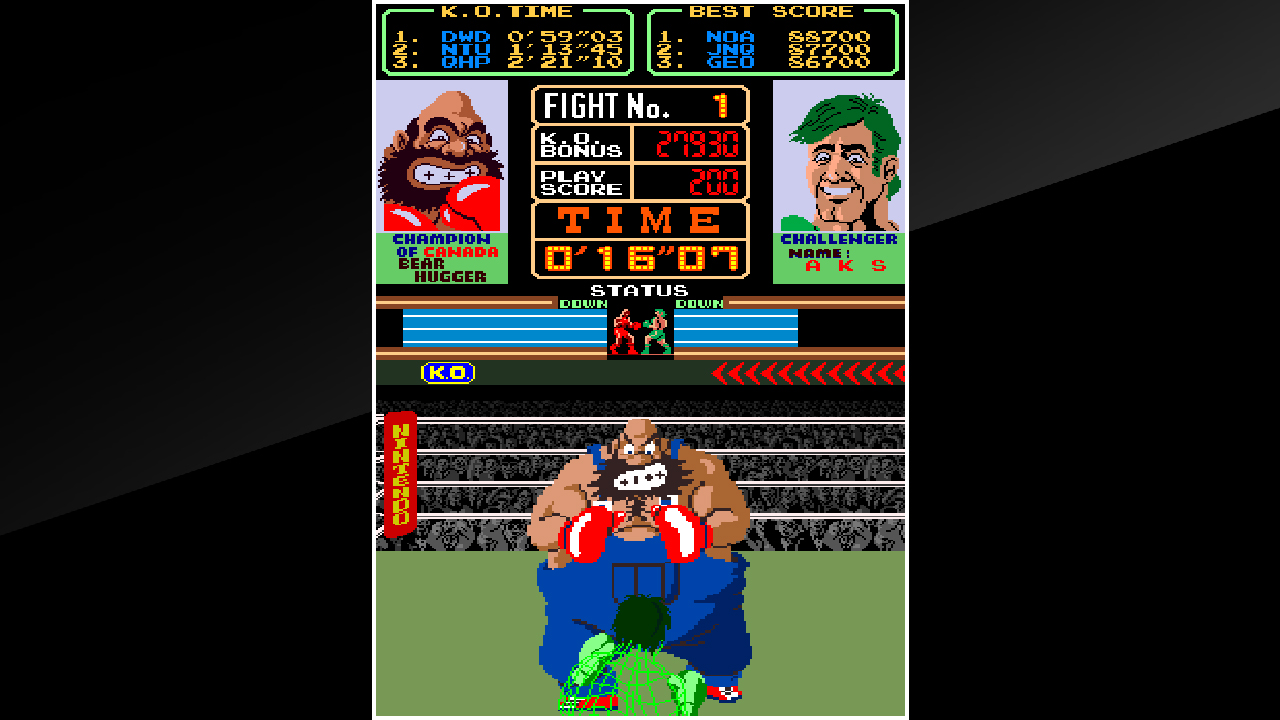 K.O.TIME
1. DWD 0'59"03
2. NTU 1'13"45
3. QHP 2'21"10
BEST SCORE
1. NOA 88700
2. JNQ 87700
3. GEO 86700
FIGHT No. 1
K.O. BONUS 27930
PLAY SCORE 200
TIME
0'16"07
CHAMPION
OF CANADA
BEAR
HUGGER
CHALLENGER
NAME:
A K S
STATUS
DOWN DOWN
K.O.
NINTENDO